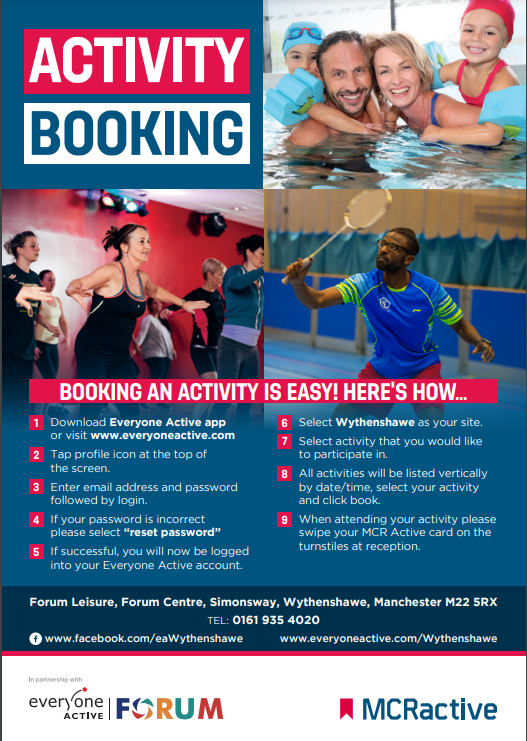 ACTIVITY
BOOKING
BOOKING AN ACTIVITY IS EASY! HERE'S HOW...
1 Download Everyone Active app
or visit www.everyoneactive.com
2 Tap profile icon at the top of
the screen.
3 Enter email address and password
followed by login.
4 If your password is incorrect
please select “reset password”
5 If successful, you will now be logged
into your Everyone Active account.
6 Select Wythenshawe as your site.
7 Select activity that you would like
to participate in.
8 All activities will be listed vertically
by date/time, select your activity
and click book.
9 When attending your activity please
swipe your MCR Active card on the
turnstiles at reception.
Forum Leisure, Forum Centre, Simonsway, Wythenshawe, Manchester M22 5RX
TEL: 0161 935 4020
www.facebook.com/eaWythenshawe
www.everyoneactive.com/Wythenshawe
In partnership with
everyone
ACTIVE
FORUM
MCRactive